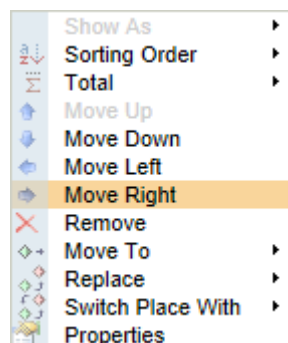 Show As
Sorting Order
Total
Move Up
Move Down
Move Left
Move Right
Remove
Move To
Replace
Switch Place With
Properties